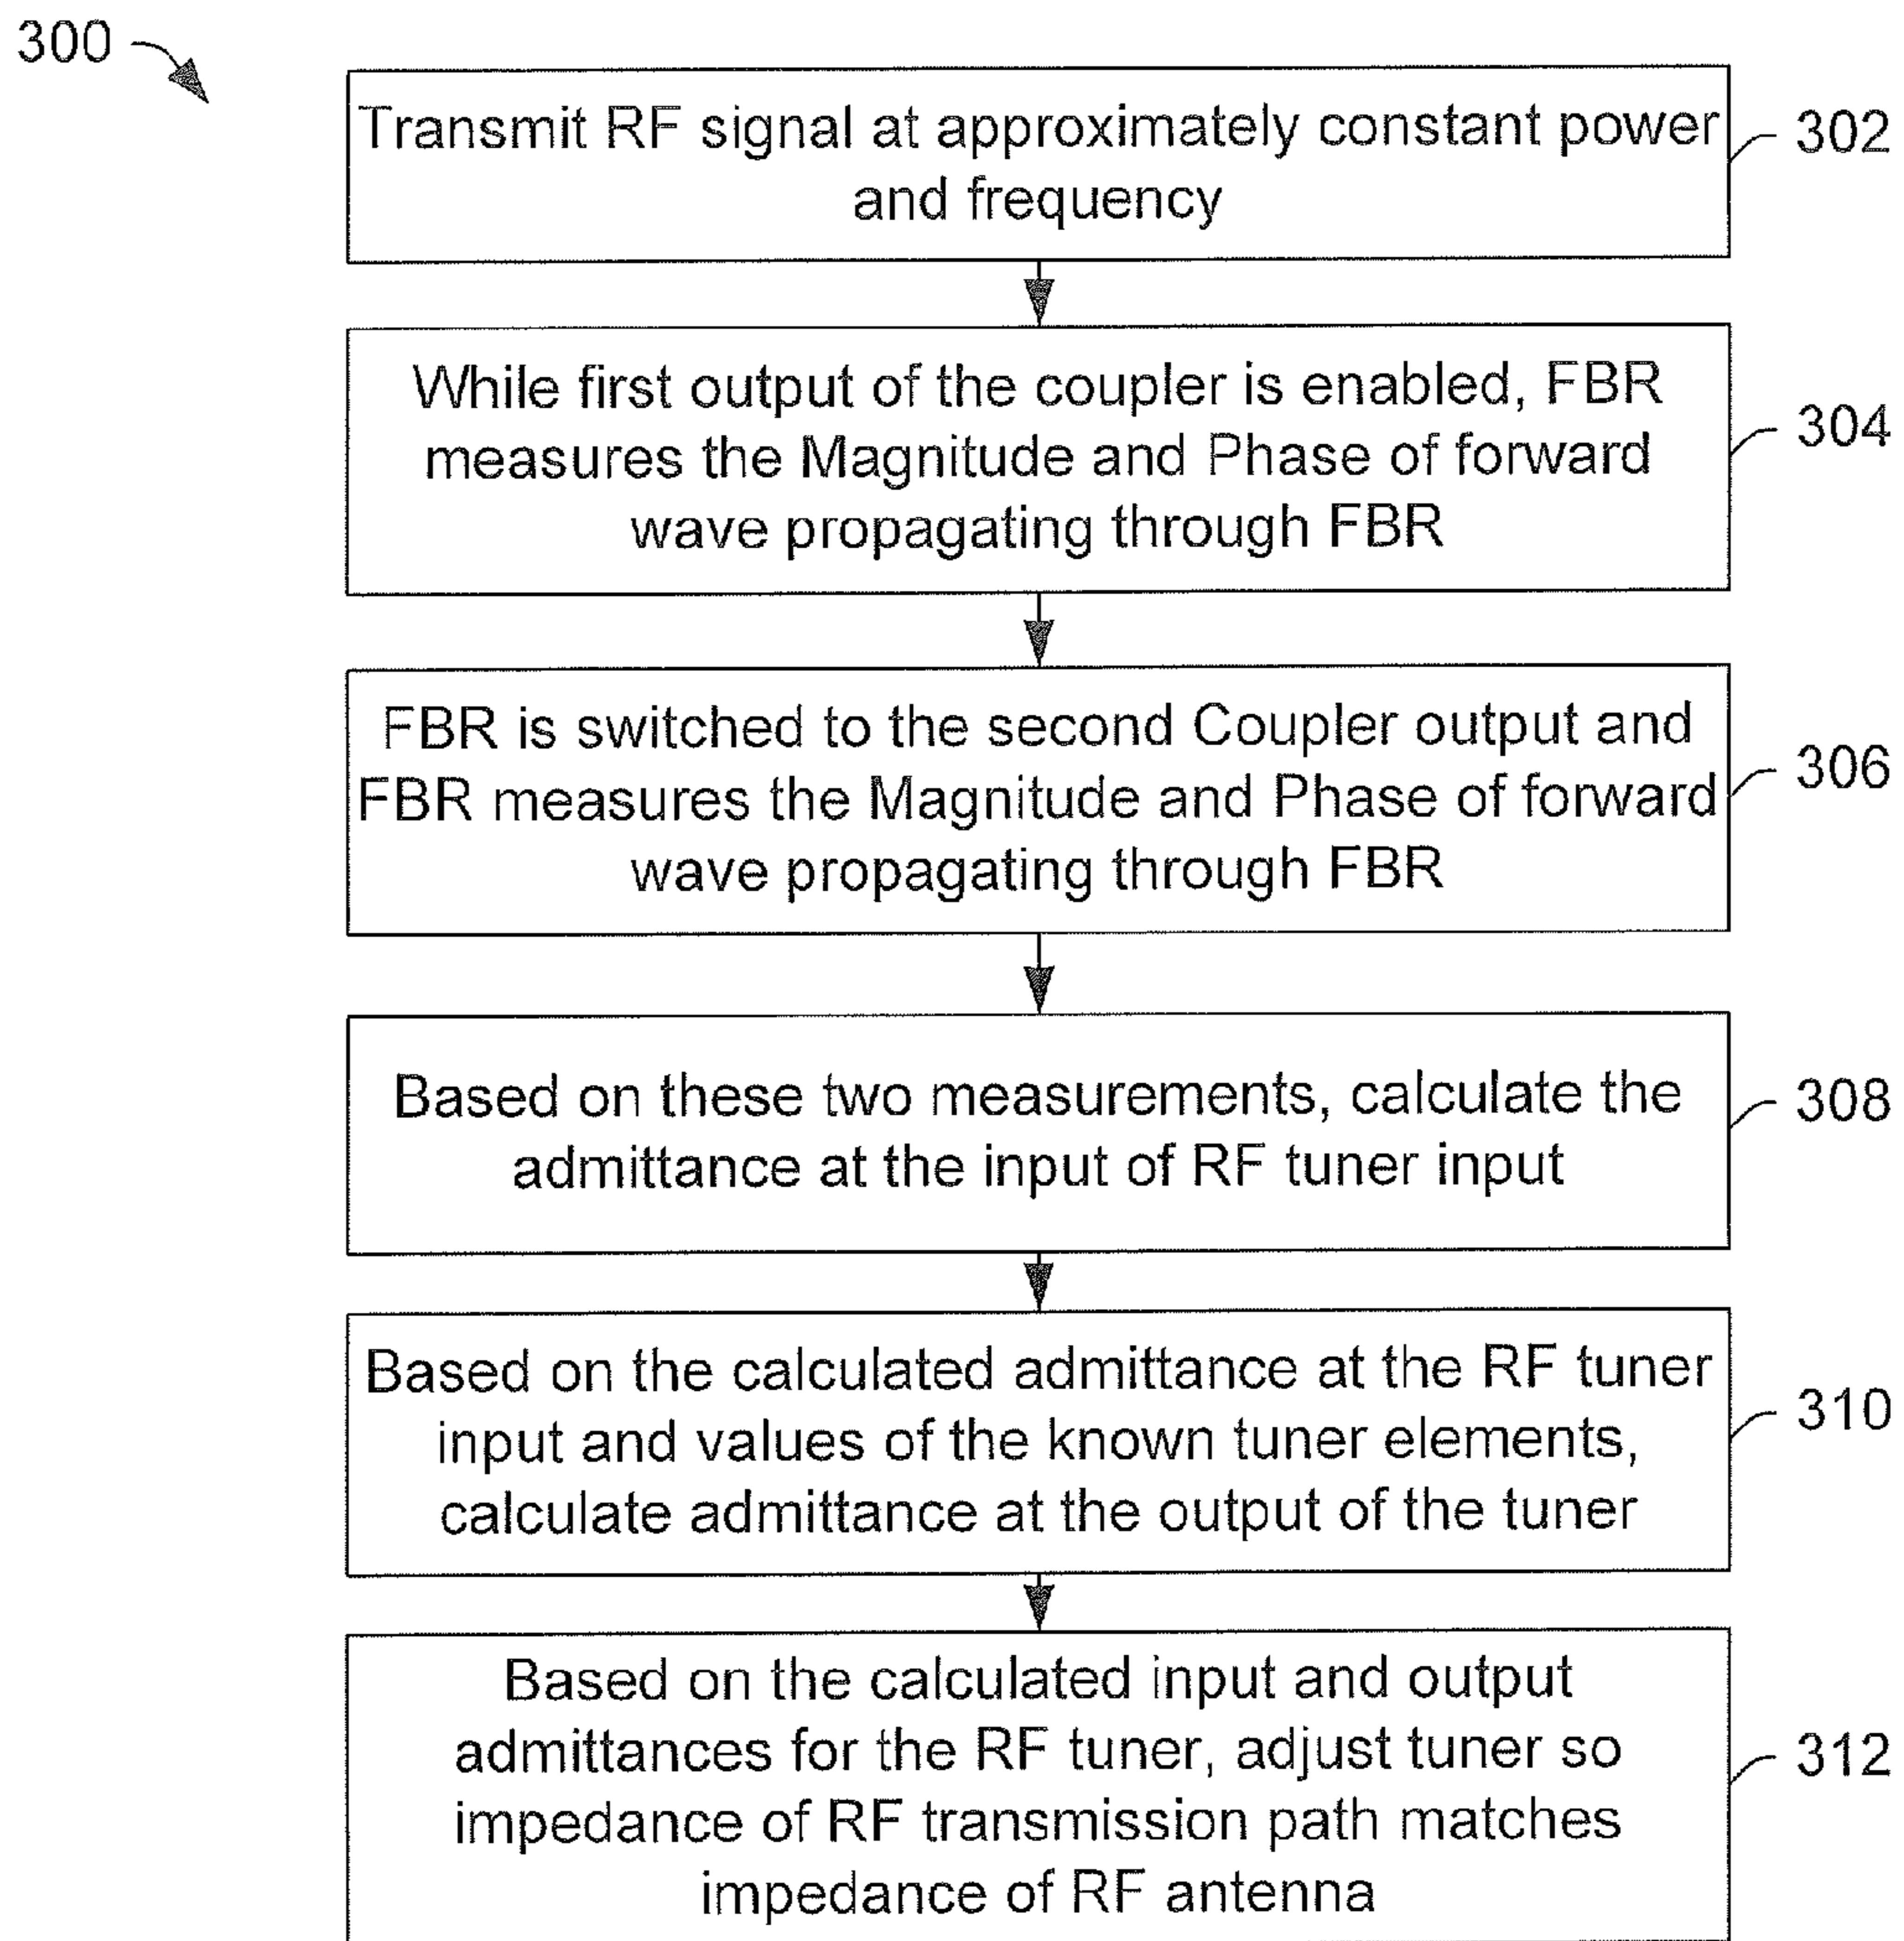 300
Transmit RF signal at approximately constant power
and frequency
302
While first output of the coupler is enabled, FBR
measures the Magnitude and Phase of forward
wave propagating through FBR
304
FBR is switched to the second Coupler output and
FBR measures the Magnitude and Phase of forward
wave propagating through FBR
306
Based on these two measurements, calculate the
admittance at the input of RF tuner input
308
Based on the calculated admittance at the RF tuner
input and values of the known tuner elements,
calculate admittance at the output of the tuner
310
Based on the calculated input and output
admittances for the RF tuner, adjust tuner so
impedance of RF transmission path matches
impedance of RF antenna
312